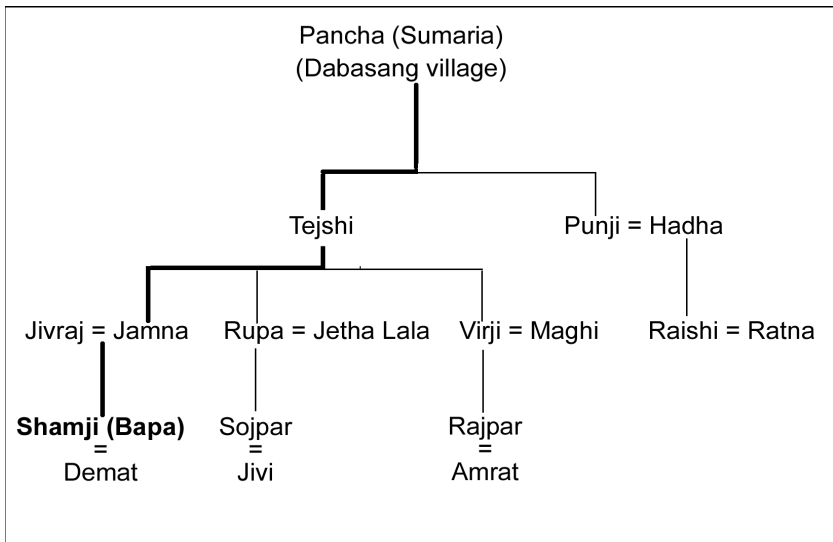 Pancha (Sumaria)
(Dabasang village)
Tejshi
Punji = Hadha
Jivraj = Jamna
Rupa = Jetha Lala
Virji = Maghi
Raishi = Ratna
Shamji (Bapa)
=
Demat
Sojpar
=
Jivi
Rajpar
=
Amrat